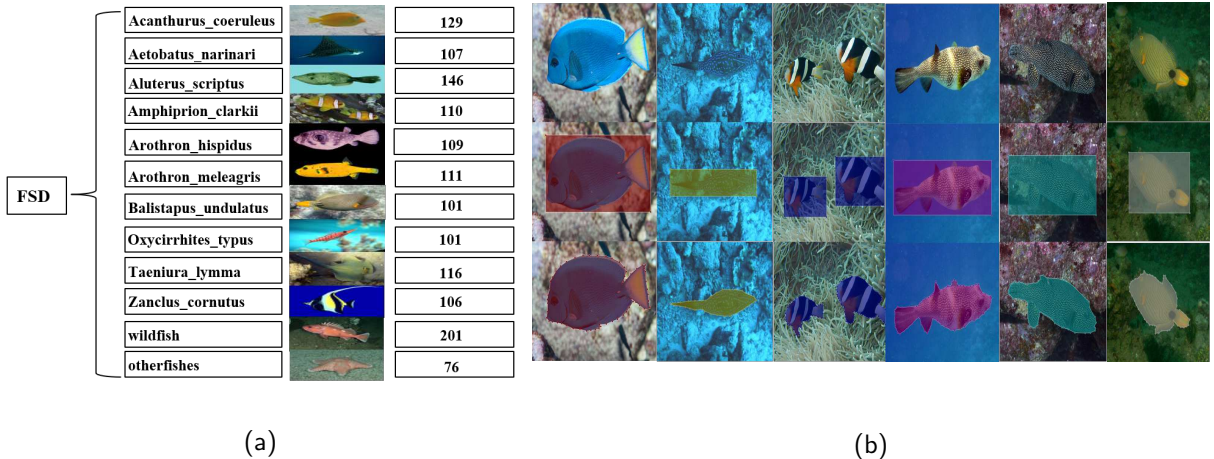 Acanthurus_coeruleus 129
Aetobatus_narinari 107
Aluterus_scriptus 146
Amphiprion_clarkii 110
Arothron_hispidus 109
Arothron_meleagris 111
FSD
Balistapus_undulatus 101
Oxycirrhites_typus 101
Taeniura_lymma 116
Zanclus_cornutus 106
wildfish 201
otherfishes 76
(a) (b)